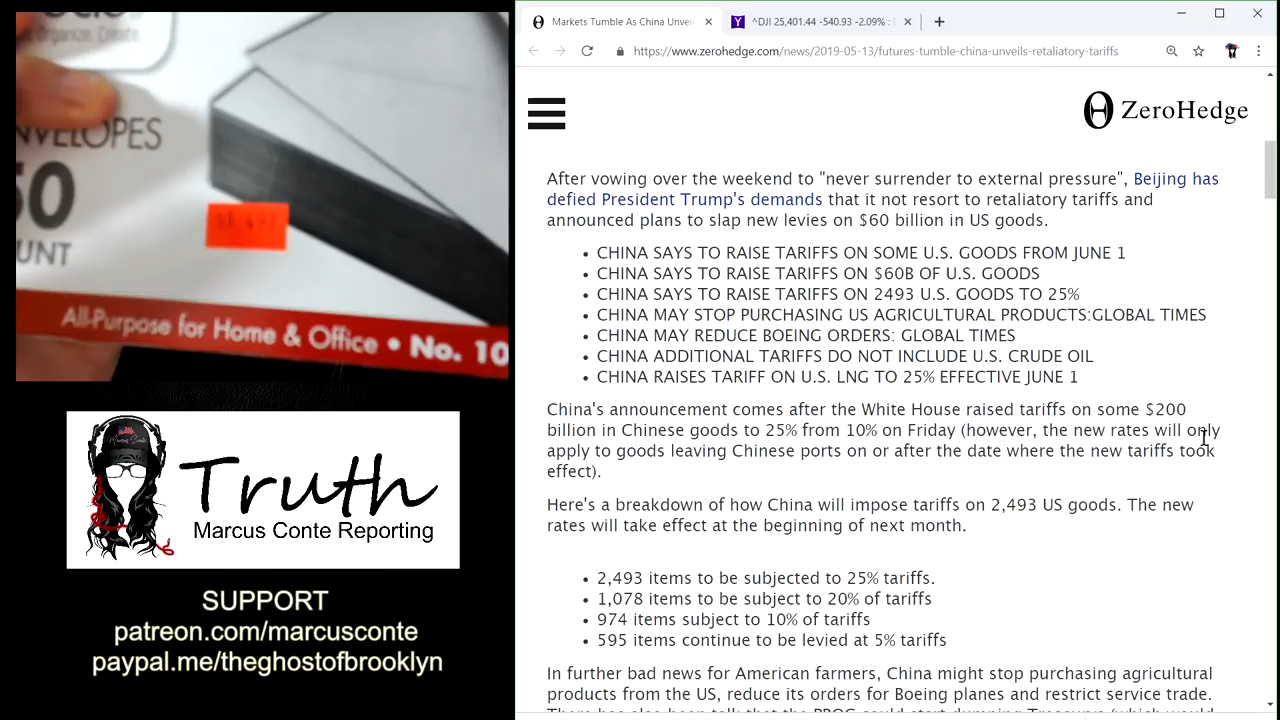 Organize. Create.
ENVELOPES
50
COUNT
All-Purpose for Home & Office • No. 10
Marcus Conte
Truth
Marcus Conte Reporting
SUPPORT
patreon.com/marcusconte
paypal.me/theghostofbrooklyn
Markets Tumble As China Unvei
^DJI 25,401.44 -540.93 -2.09% :
https://www.zerohedge.com/news/2019-05-13/futures-tumble-china-unveils-retaliatory-tariffs
ZeroHedge
After vowing over the weekend to "never surrender to external pressure", Beijing has
defied President Trump's demands that it not resort to retaliatory tariffs and
announced plans to slap new levies on $60 billion in US goods.
• CHINA SAYS TO RAISE TARIFFS ON SOME U.S. GOODS FROM JUNE 1
• CHINA SAYS TO RAISE TARIFFS ON $60B OF U.S. GOODS
• CHINA SAYS TO RAISE TARIFFS ON 2493 U.S. GOODS TO 25%
• CHINA MAY STOP PURCHASING US AGRICULTURAL PRODUCTS:GLOBAL TIMES
• CHINA MAY REDUCE BOEING ORDERS: GLOBAL TIMES
• CHINA ADDITIONAL TARIFFS DO NOT INCLUDE U.S. CRUDE OIL
• CHINA RAISES TARIFF ON U.S. LNG TO 25% EFFECTIVE JUNE 1
China's announcement comes after the White House raised tariffs on some $200
billion in Chinese goods to 25% from 10% on Friday (however, the new rates will only
apply to goods leaving Chinese ports on or after the date where the new tariffs took
effect).
Here's a breakdown of how China will impose tariffs on 2,493 US goods. The new
rates will take effect at the beginning of next month.
• 2,493 items to be subjected to 25% tariffs.
• 1,078 items to be subject to 20% of tariffs
• 974 items subject to 10% of tariffs
• 595 items continue to be levied at 5% tariffs
In further bad news for American farmers, China might stop purchasing agricultural
products from the US, reduce its orders for Boeing planes and restrict service trade.